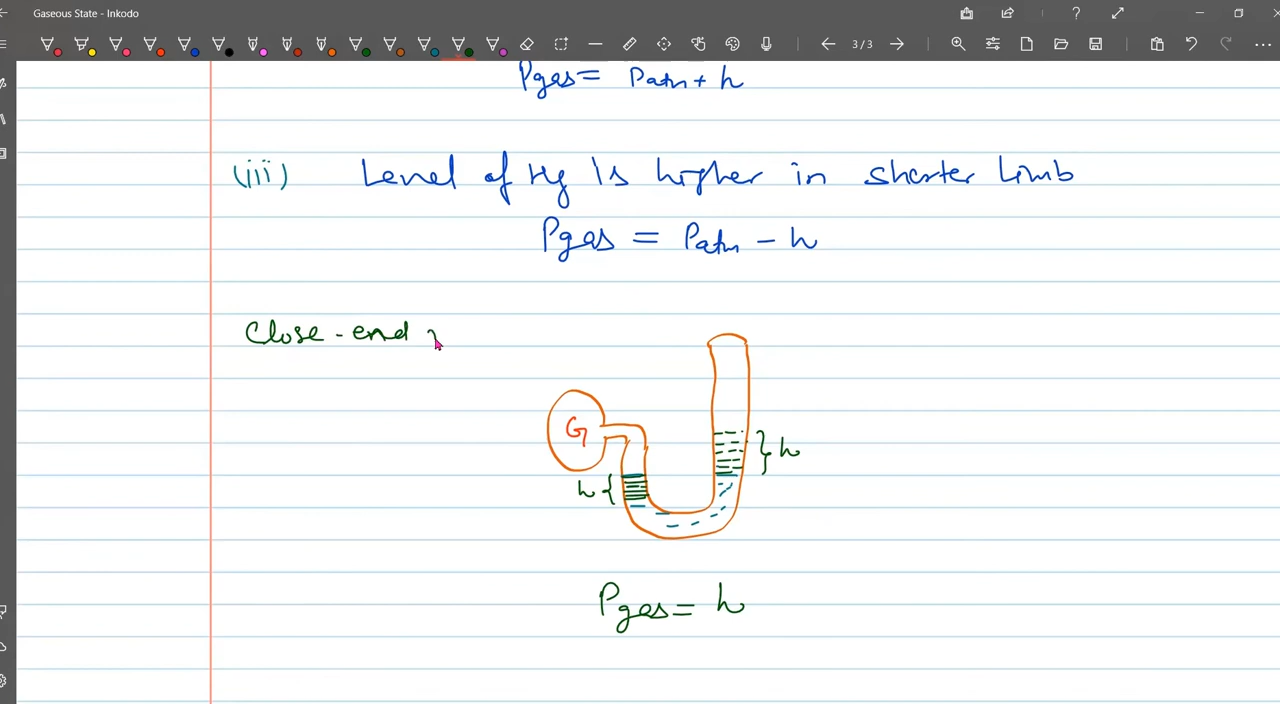 Gaseous State - Inkodo
3/3
Pgas = Patm + h
(iii) Level of Hg is higher in shorter limb
Pgas = Patm - h
Close-end
G
h
h
Pgas = h